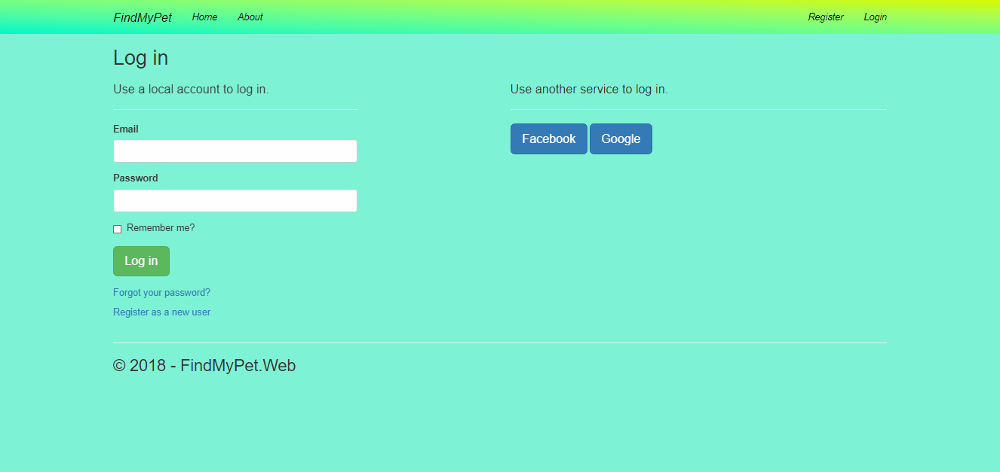 FindMyPet Home About Register Login
Log in
Use a local account to log in.
Email
Password
Remember me?
Log in
Forgot your password?
Register as a new user
Use another service to log in.
Facebook Google
© 2018 - FindMyPet.Web